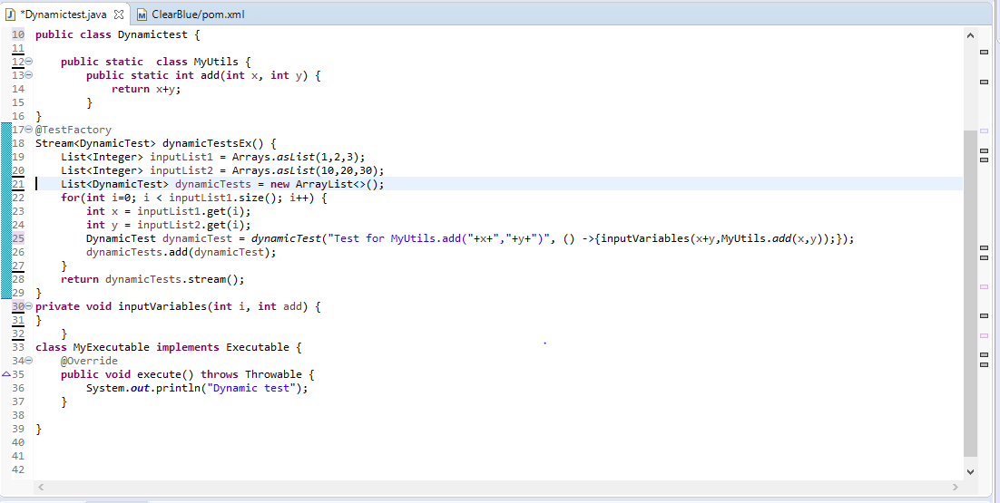 *Dynamictest.java ClearBlue/pom.xml
10 public class Dynamictest {
11
12 public static  class MyUtils {
13 public static int add(int x, int y) {
14 return x+y;
15 }
16 }
17 @TestFactory
18 Stream<DynamicTest> dynamicTestsEx() {
19 List<Integer> inputList1 = Arrays.asList(1,2,3);
20 List<Integer> inputList2 = Arrays.asList(10,20,30);
21 List<DynamicTest> dynamicTests = new ArrayList<>();
22 for(int i=0; i < inputList1.size(); i++) {
23 int x = inputList1.get(i);
24 int y = inputList2.get(i);
25 DynamicTest dynamicTest = dynamicTest("Test for MyUtils.add("+x+","+y+")", () ->{inputVariables(x+y,MyUtils.add(x,y));});
26 dynamicTests.add(dynamicTest);
27 }
28 return dynamicTests.stream();
29 }
30 private void inputVariables(int i, int add) {
31 }
32 }
33 class MyExecutable implements Executable {
34 @Override
35 public void execute() throws Throwable {
36 System.out.println("Dynamic test");
37 }
38
39 }
40
41
42